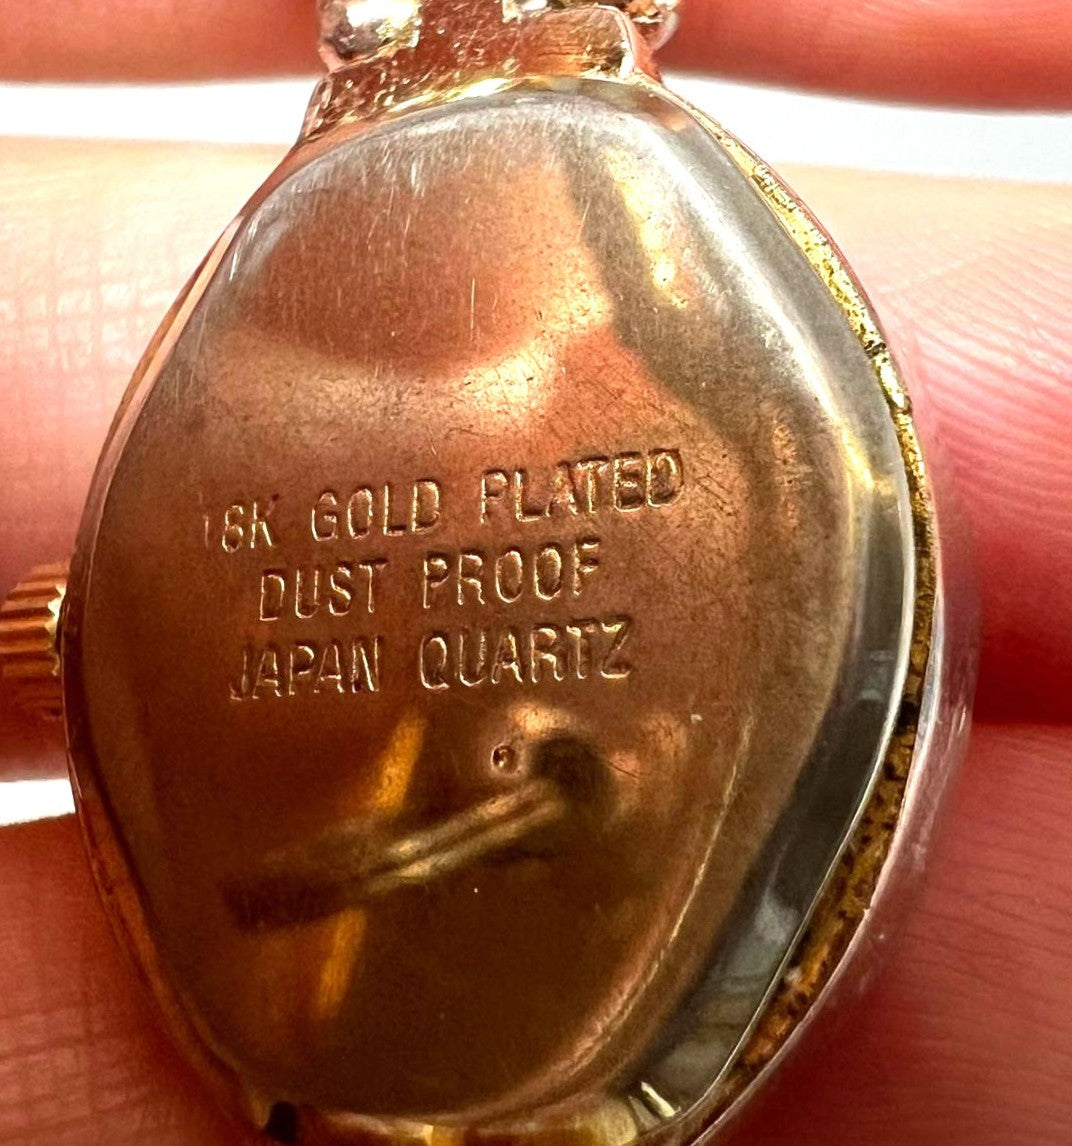 18K GOLD PLATED
DUST PROOF
JAPAN QUARTZ